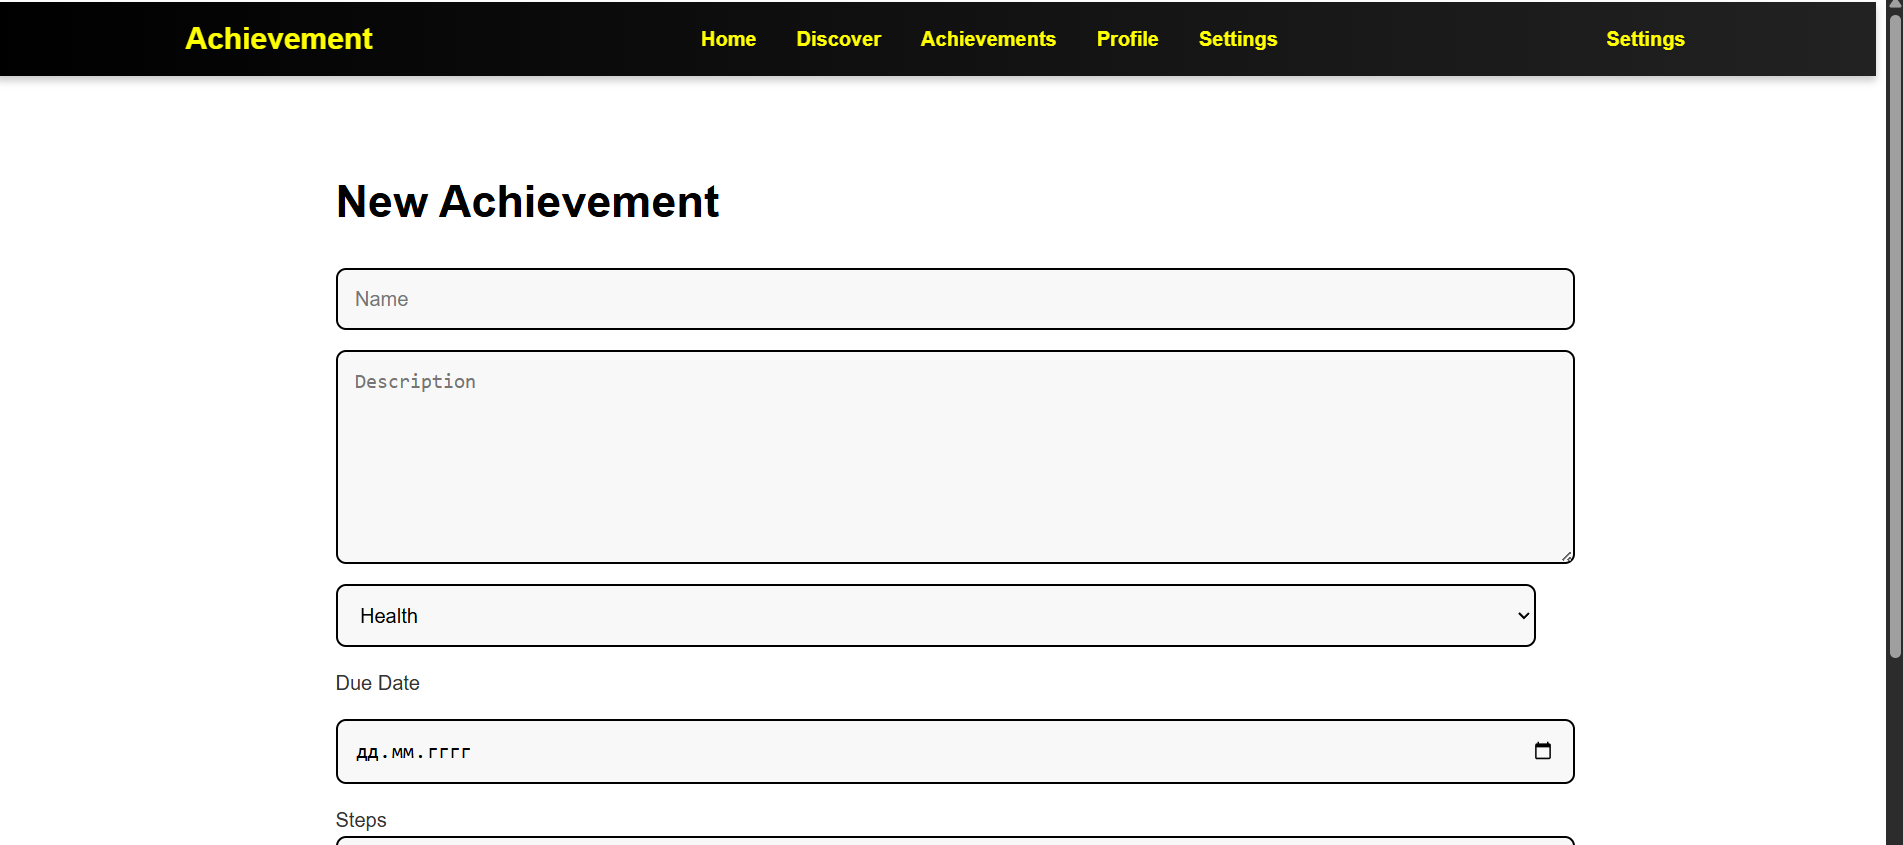 Achievement Home Discover Achievements Profile Settings Settings
New Achievement
Name
Description
Health
Due Date
дд.мм.гггг
Steps